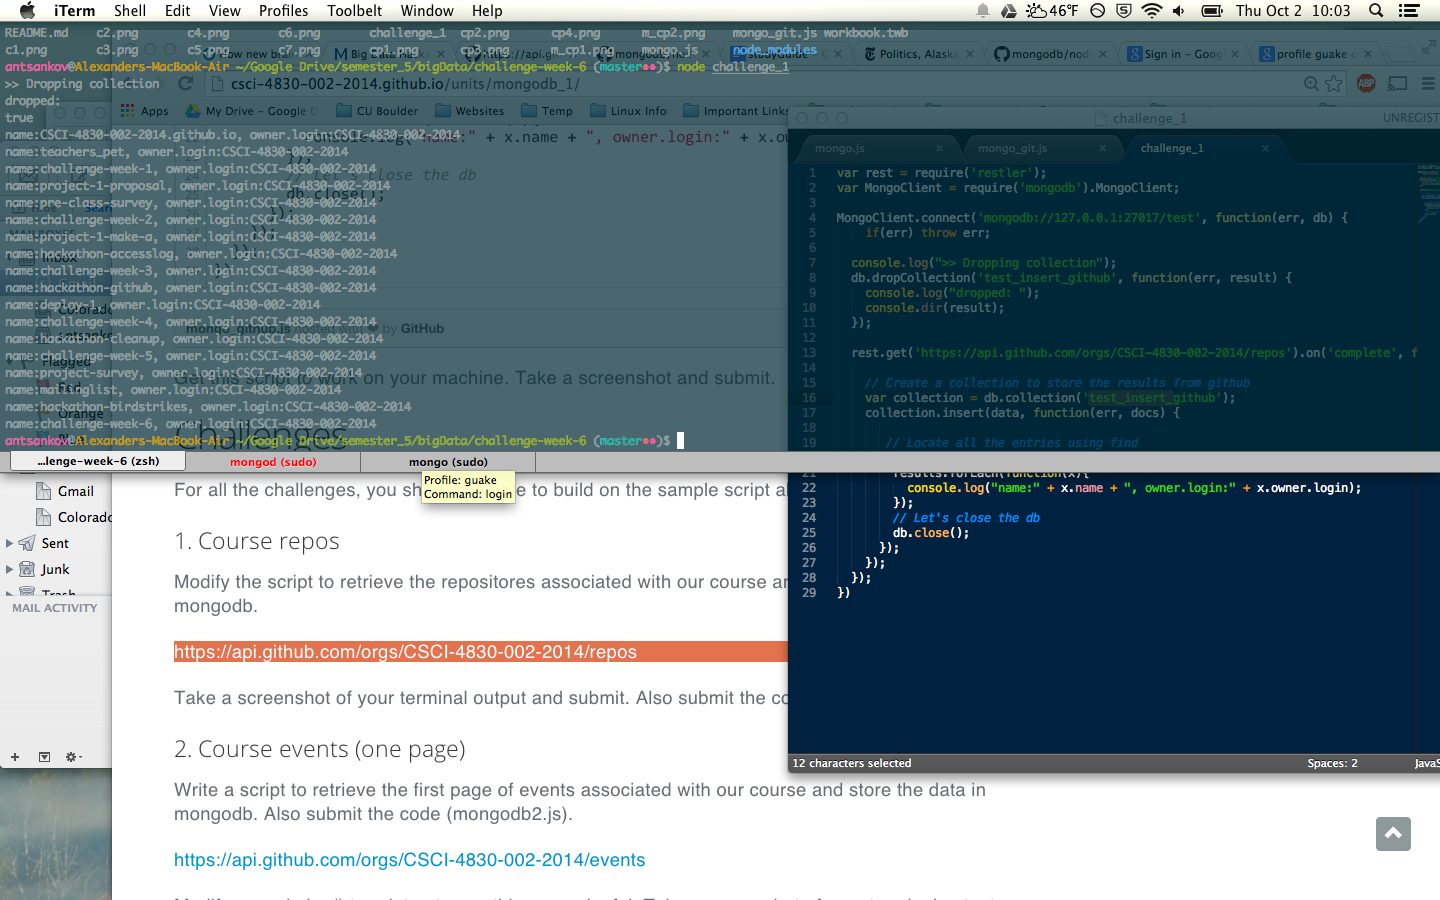 iTerm Shell Edit View Profiles Toolbelt Window Help 46°F Thu Oct 2 10:03
README.md c2.png c4.png c6.png challenge_1 cp2.png cp4.png m_cp2.png mongo_git.js workbook.twb
c1.png c3.png c5.png c7.png cp1.png cp3.png m_cp1.png mongo.js node_modules
Politics, Alaska mongodb/node Sign in - Google profile guake c
antsankov@Alexanders-MacBook-Air ~/Google Drive/semester_5/bigData/challenge-week-6 (master●●)$ node challenge_1
csci-4830-002-2014.github.io/units/mongodb_1/
Apps My Drive - Google D CU Boulder Websites Temp Linux Info Important Links
>> Dropping collection
dropped:
true
name:CSCI-4830-002-2014.github.io, owner.login:CSCI-4830-002-2014
name:teachers_pet, owner.login:CSCI-4830-002-2014
name:challenge-week-1, owner.login:CSCI-4830-002-2014
name:project-1-proposal, owner.login:CSCI-4830-002-2014
name:pre-class-survey, owner.login:CSCI-4830-002-2014
name:challenge-week-2, owner.login:CSCI-4830-002-2014
name:project-1-make-a, owner.login:CSCI-4830-002-2014
name:hackathon-accesslog, owner.login:CSCI-4830-002-2014
name:challenge-week-3, owner.login:CSCI-4830-002-2014
name:hackathon-github, owner.login:CSCI-4830-002-2014
name:deploy-1, owner.login:CSCI-4830-002-2014
name:challenge-week-4, owner.login:CSCI-4830-002-2014
name:hackathon-cleanup, owner.login:CSCI-4830-002-2014
name:challenge-week-5, owner.login:CSCI-4830-002-2014
name:project-survey, owner.login:CSCI-4830-002-2014
name:mailinglist, owner.login:CSCI-4830-002-2014
name:hackathon-birdstrikes, owner.login:CSCI-4830-002-2014
name:challenge-week-6, owner.login:CSCI-4830-002-2014
antsankov@Alexanders-MacBook-Air ~/Google Drive/semester_5/bigData/challenge-week-6 (master●●)$
…lenge-week-6 (zsh) mongod (sudo) mongo (sudo)
Profile: guake
Command: login
console.log("name:" + x.name + ", owner.login:" + x.ow
// Let's close the db
db.close();
});
mongo_github.js hosted with ❤ by GitHub
Get this script to work on your machine. Take a screenshot and submit.
Challenges
For all the challenges, you sh e to build on the sample script a
1. Course repos
Modify the script to retrieve the repositores associated with our course an
mongodb.
https://api.github.com/orgs/CSCI-4830-002-2014/repos
Take a screenshot of your terminal output and submit. Also submit the co
2. Course events (one page)
Write a script to retrieve the first page of events associated with our course and store the data in
mongodb. Also submit the code (mongodb2.js).
https://api.github.com/orgs/CSCI-4830-002-2014/events
Inbox
Colorado
Flagged
Red
Orange
Gmail
Colorado
Sent
Junk
Trash
MAIL ACTIVITY
challenge_1 UNREGIST
mongo.js mongo_git.js challenge_1
1 var rest = require('restler');
2 var MongoClient = require('mongodb').MongoClient;
3
4 MongoClient.connect('mongodb://127.0.0.1:27017/test', function(err, db) {
5 if(err) throw err;
6
7 console.log(">> Dropping collection");
8 db.dropCollection('test_insert_github', function(err, result) {
9 console.log("dropped: ");
10 console.dir(result);
11 });
12
13 rest.get('https://api.github.com/orgs/CSCI-4830-002-2014/repos').on('complete', f
14
15 // Create a collection to store the results from github
16 var collection = db.collection('test_insert_github');
17 collection.insert(data, function(err, docs) {
18
19 // Locate all the entries using find
21 results.forEach(function(x){
22 console.log("name:" + x.name + ", owner.login:" + x.owner.login);
23 });
24 // Let's close the db
25 db.close();
26 });
27 });
28 });
29 })
12 characters selected Spaces: 2 JavaS